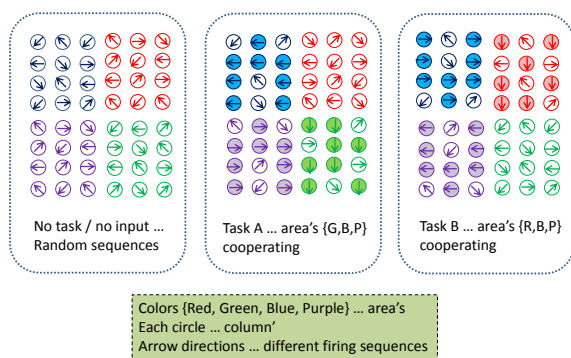 No task / no input …
Random sequences
Task A … area's {G,B,P}
cooperating
Task B … area's {R,B,P}
cooperating
Colors {Red, Green, Blue, Purple} … area's
Each circle … column'
Arrow directions … different firing sequences